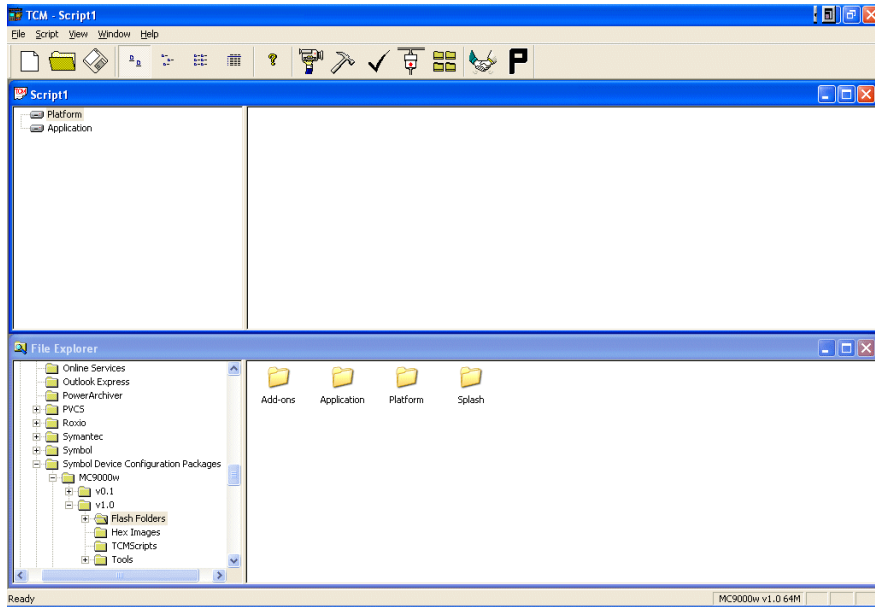 TCM - Script1
File Script View Window Help
P
TCM Script1
Platform
Application
File Explorer
Online Services
Outlook Express
PowerArchiver
PVCS
Roxio
Symantec
Symbol
Symbol Device Configuration Packages
MC9000w
v0.1
v1.0
Flash Folders
Hex Images
TCMScripts
Tools
Add-ons Application Platform Splash
Ready MC9000w v1.0 64M